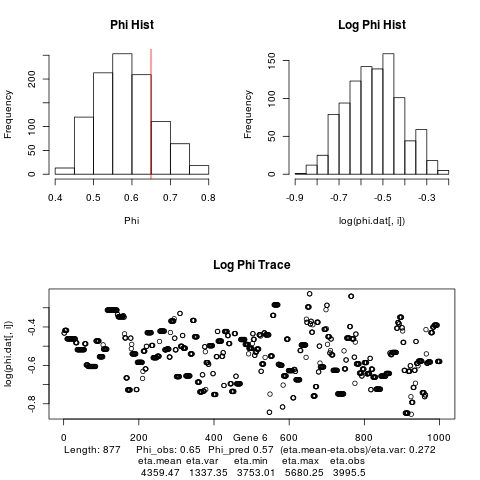 Phi Hist
Log Phi Hist
Frequency
0
100
200
0.4 0.5 0.6 0.7 0.8
Phi
Frequency
0
50
100
150
-0.9 -0.7 -0.5 -0.3
log(phi.dat[, i])
Log Phi Trace
log(phi.dat[, i])
-0.4
-0.6
-0.8
0 200 400 600 800 1000
Gene 6
Length: 877 Phi_obs: 0.65 Phi_pred 0.57 (eta.mean-eta.obs)/eta.var: 0.272
eta.mean eta.var eta.min eta.max eta.obs
4359.47 1337.35 3753.01 5680.25 3995.5